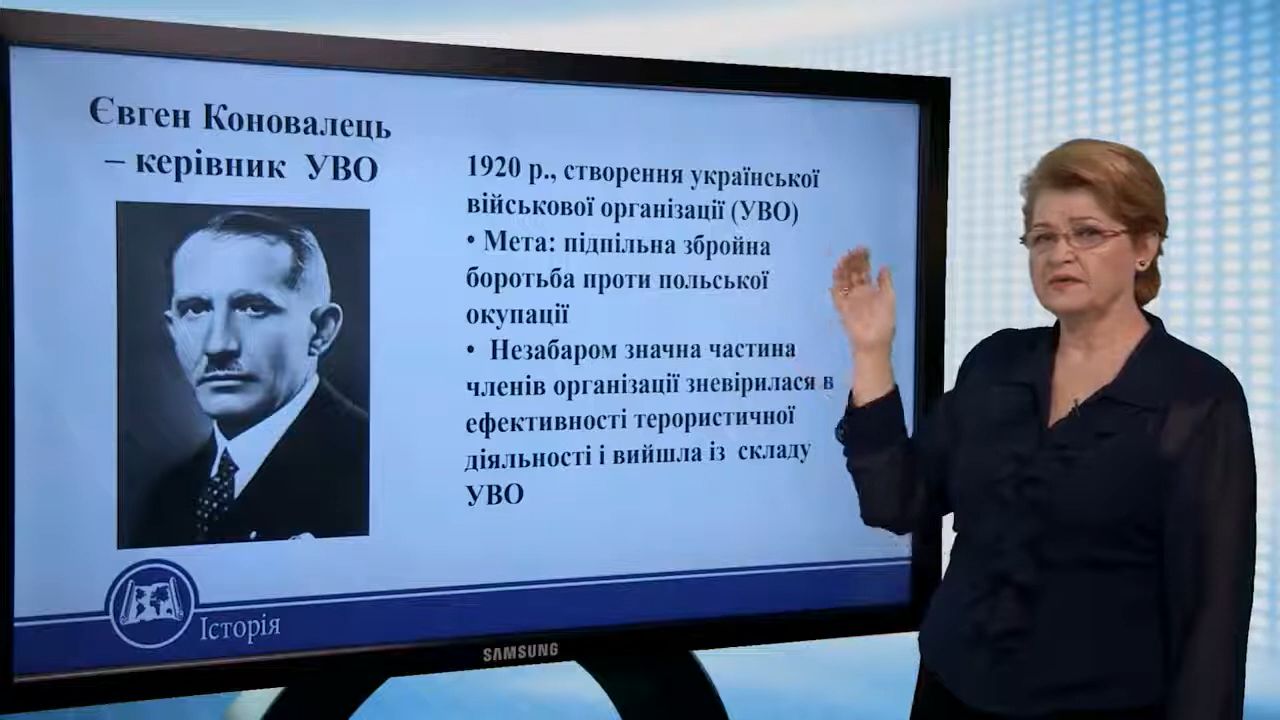 Євген Коновалець
– керівник УВО
1920 р., створення української
військової організації (УВО)
• Мета: підпільна збройна
боротьба проти польської
окупації
• Незабаром значна частина
членів організації зневірилася в
ефективності терористичної
діяльності і вийшла із складу
УВО
Історія
SAMSUNG